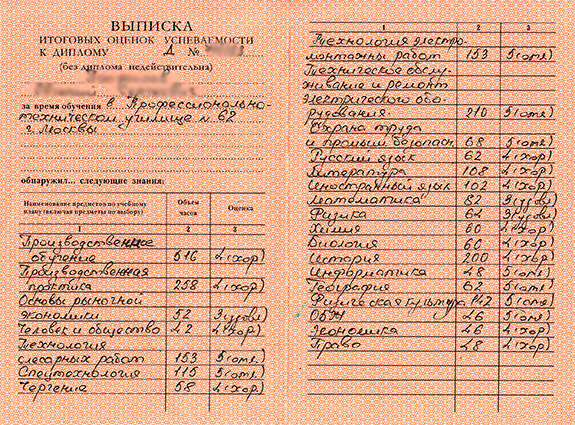 ВЫПИСКА
ИТОГОВЫХ ОЦЕНОК УСПЕВАЕМОСТИ
К ДИПЛОМУ Д №
(без диплома недействительна)
за время обучения в Профессионально-
техническом училище № 62
г. Москвы
обнаружил... следующие знания:
Наименование предметов по учебному плану (включая предметы по выбору) Объем часов Оценка
1 2 3
Производственное
обучение 516 4(хор)
Производственная
практика 258 4(хор.)
Основы рыночной
экономики 52 3(удовл)
Человек и общество 42 4(хор)
Технология
слесарных работ 153 5(отл.)
Спецтехнология 115 5(отл.)
Черчение 58 4(хор.)
1 2 3
Технология электро-
монтажных работ 153 5(отл)
Техническое обслу-
живание и ремонт
электрического обо-
рудования 210 5(отл)
Охрана труда
и промыш. безопасн. 68 5(отл)
Русский язык 62 4(хор)
Литература 108 4(хор.)
Иностранный язык 102 4(хор.)
Математика 82 3(удовл)
Физика 64 3(удовл)
Химия 60 4(хор)
Биология 60 4(хор)
История 200 4(хор)
Информатика 48 5(отл)
География 62 5(отл)
Физическая культура 142 5(отл)
ОБЖ 46 5(отл)
Экономика 46 4(хор.)
Право 48 4(хор.)